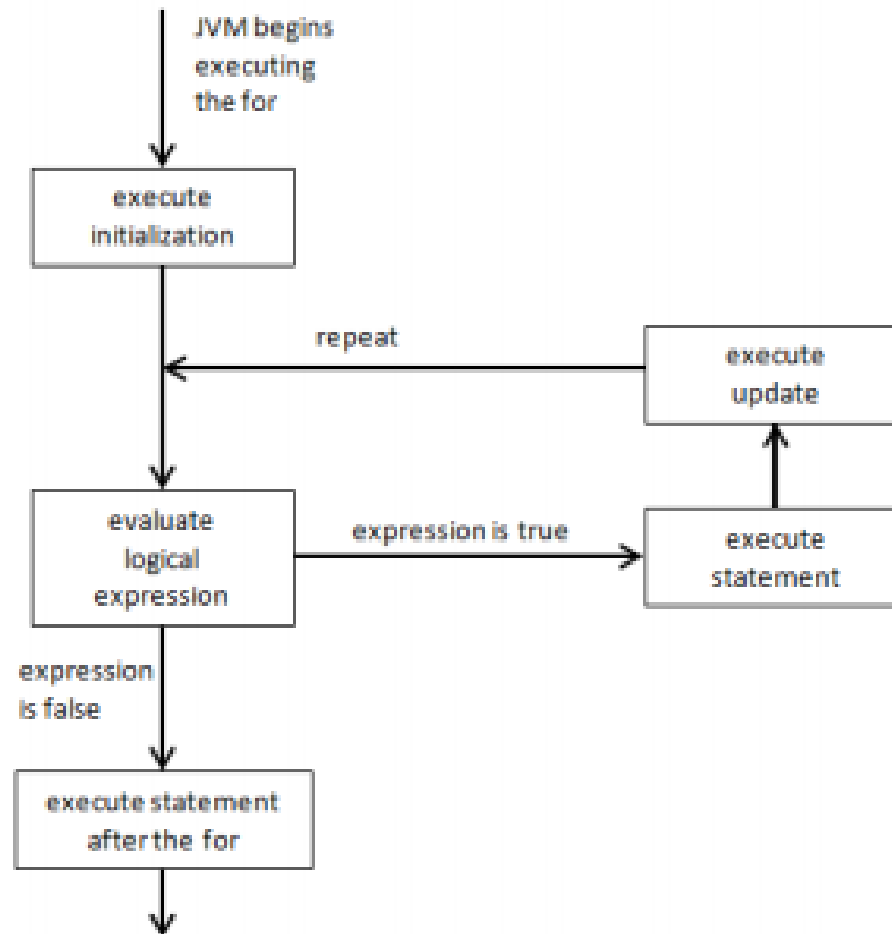 JVM begins
executing
the for
execute
initialization
repeat
execute
update
evaluate
logical
expression
expression is true
execute
statement
expression
is false
execute statement
after the for